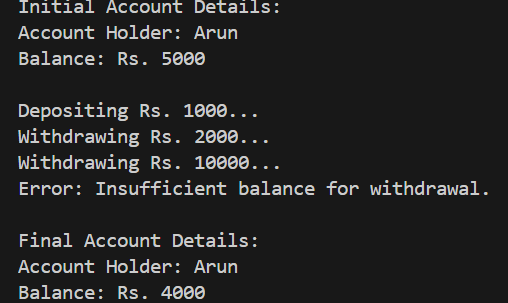 Initial Account Details:
Account Holder: Arun
Balance: Rs. 5000
Depositing Rs. 1000...
Withdrawing Rs. 2000...
Withdrawing Rs. 10000...
Error: Insufficient balance for withdrawal.
Final Account Details:
Account Holder: Arun
Balance: Rs. 4000